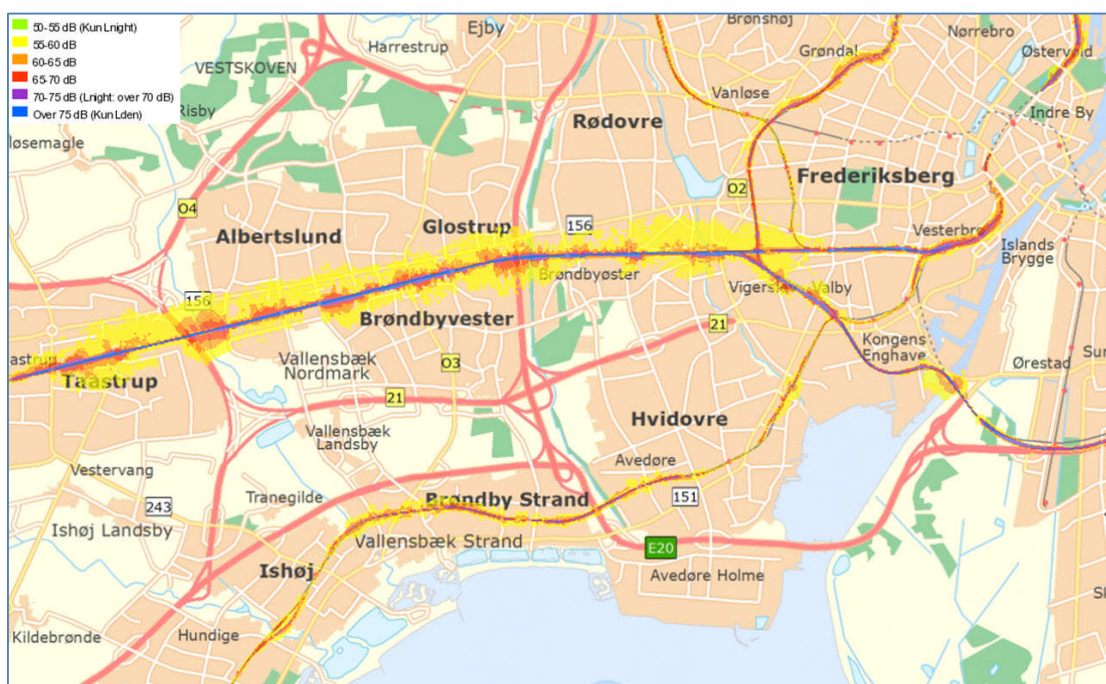 50-55 dB (Kun Lnight)
55-60 dB
60-65 dB
65-70 dB
70-75 dB (Lnight: over 70 dB)
Over 75 dB (Kun Lden)
Ejby
Brønshøj
Harrestrup
Grøndal
Nørrebro
Østervold
VESTSKOVEN
Risby
Vanløse
Indre By
Rødovre
løsemagle
Frederiksberg
O2
O4
Glostrup
156
Albertslund
Vesterbro
Islands
Brygge
Brøndbyøster
156
Vigerslev
Valby
Brøndbyvester
21
Kongens
Enghave
aastrup
Vallensbæk
Nordmark
O3
Ørestad
Sun
Taastrup
21
Hvidovre
Vallensbæk
Landsby
Avedøre
Vestervang
Tranegilde
Brøndby Strand
151
243
Ishøj Landsby
Vallensbæk Strand
E20
Ishøj
Avedøre Holme
Kildebrønde
Hundige